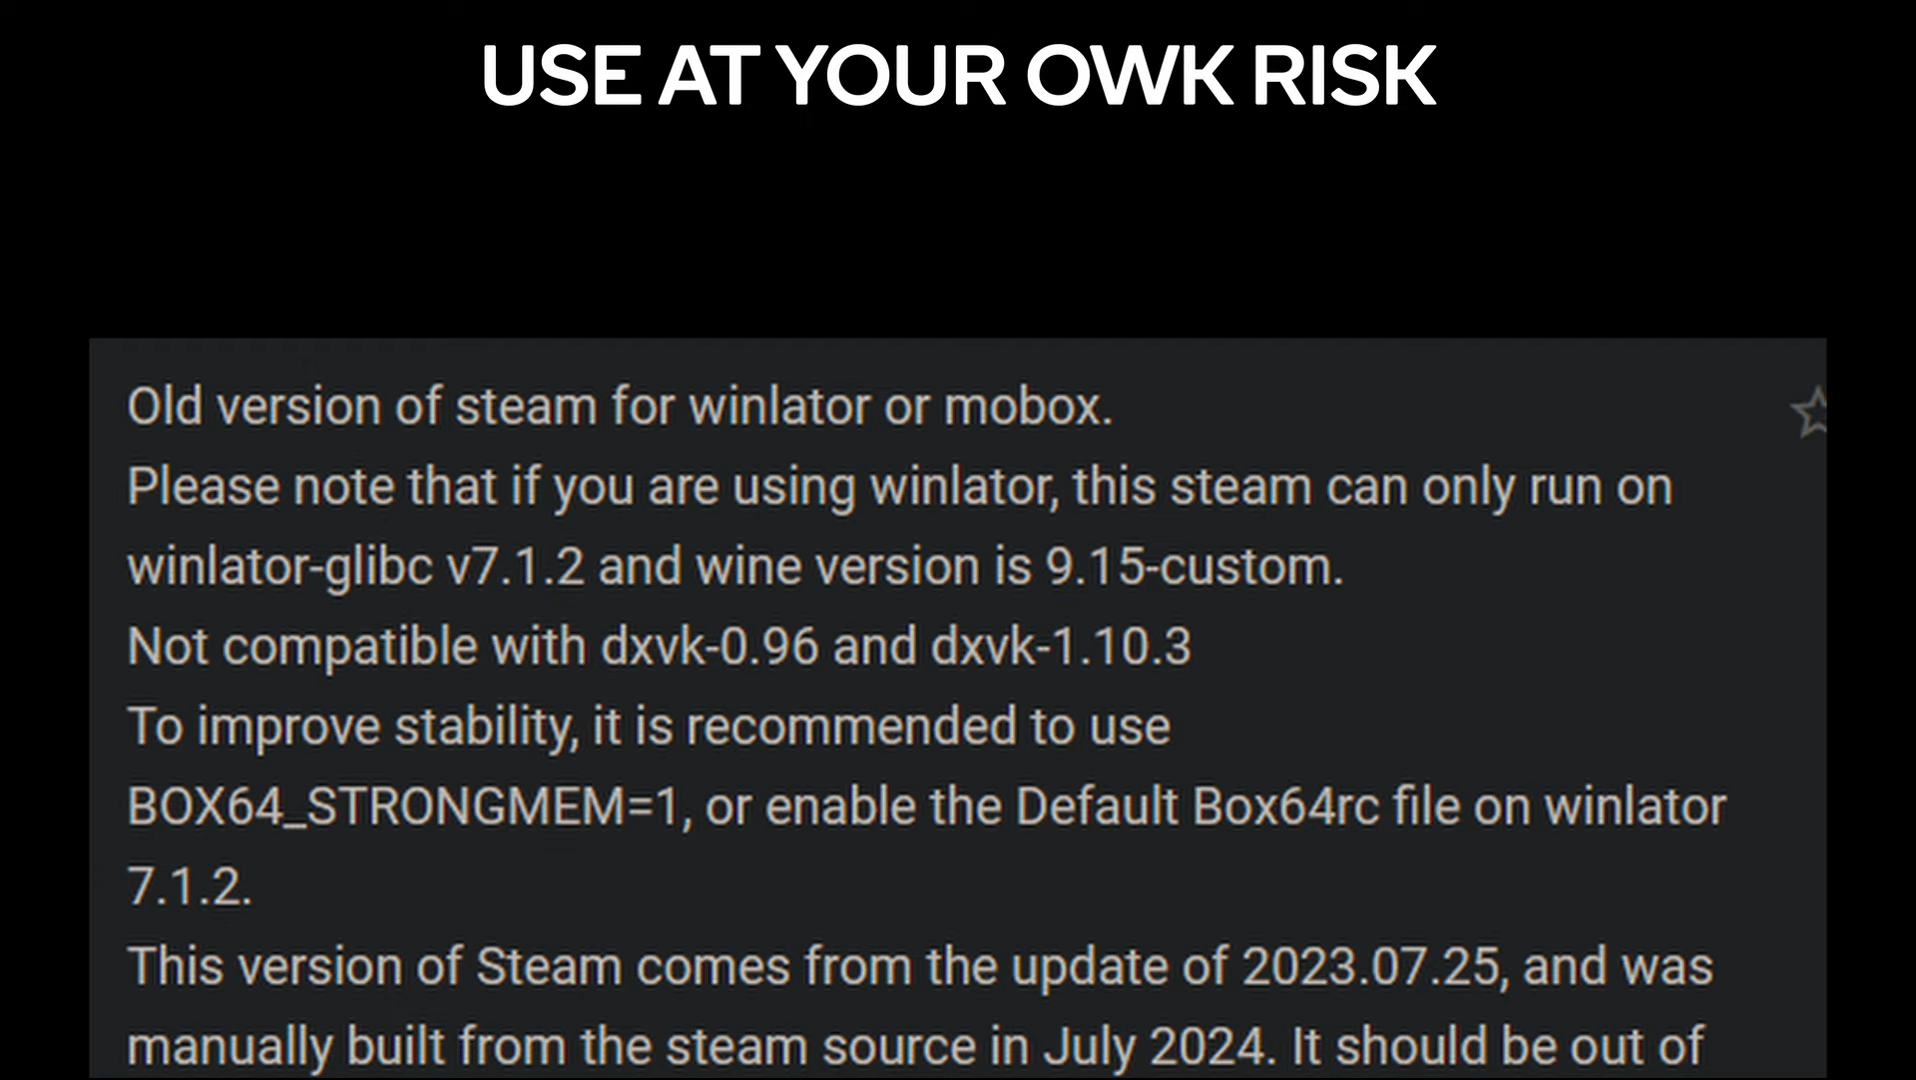 USE AT YOUR OWK RISK
Old version of steam for winlator or mobox.
Please note that if you are using winlator, this steam can only run on
winlator-glibc v7.1.2 and wine version is 9.15-custom.
Not compatible with dxvk-0.96 and dxvk-1.10.3
To improve stability, it is recommended to use
BOX64_STRONGMEM=1, or enable the Default Box64rc file on winlator
7.1.2.
This version of Steam comes from the update of 2023.07.25, and was
manually built from the steam source in July 2024. It should be out of